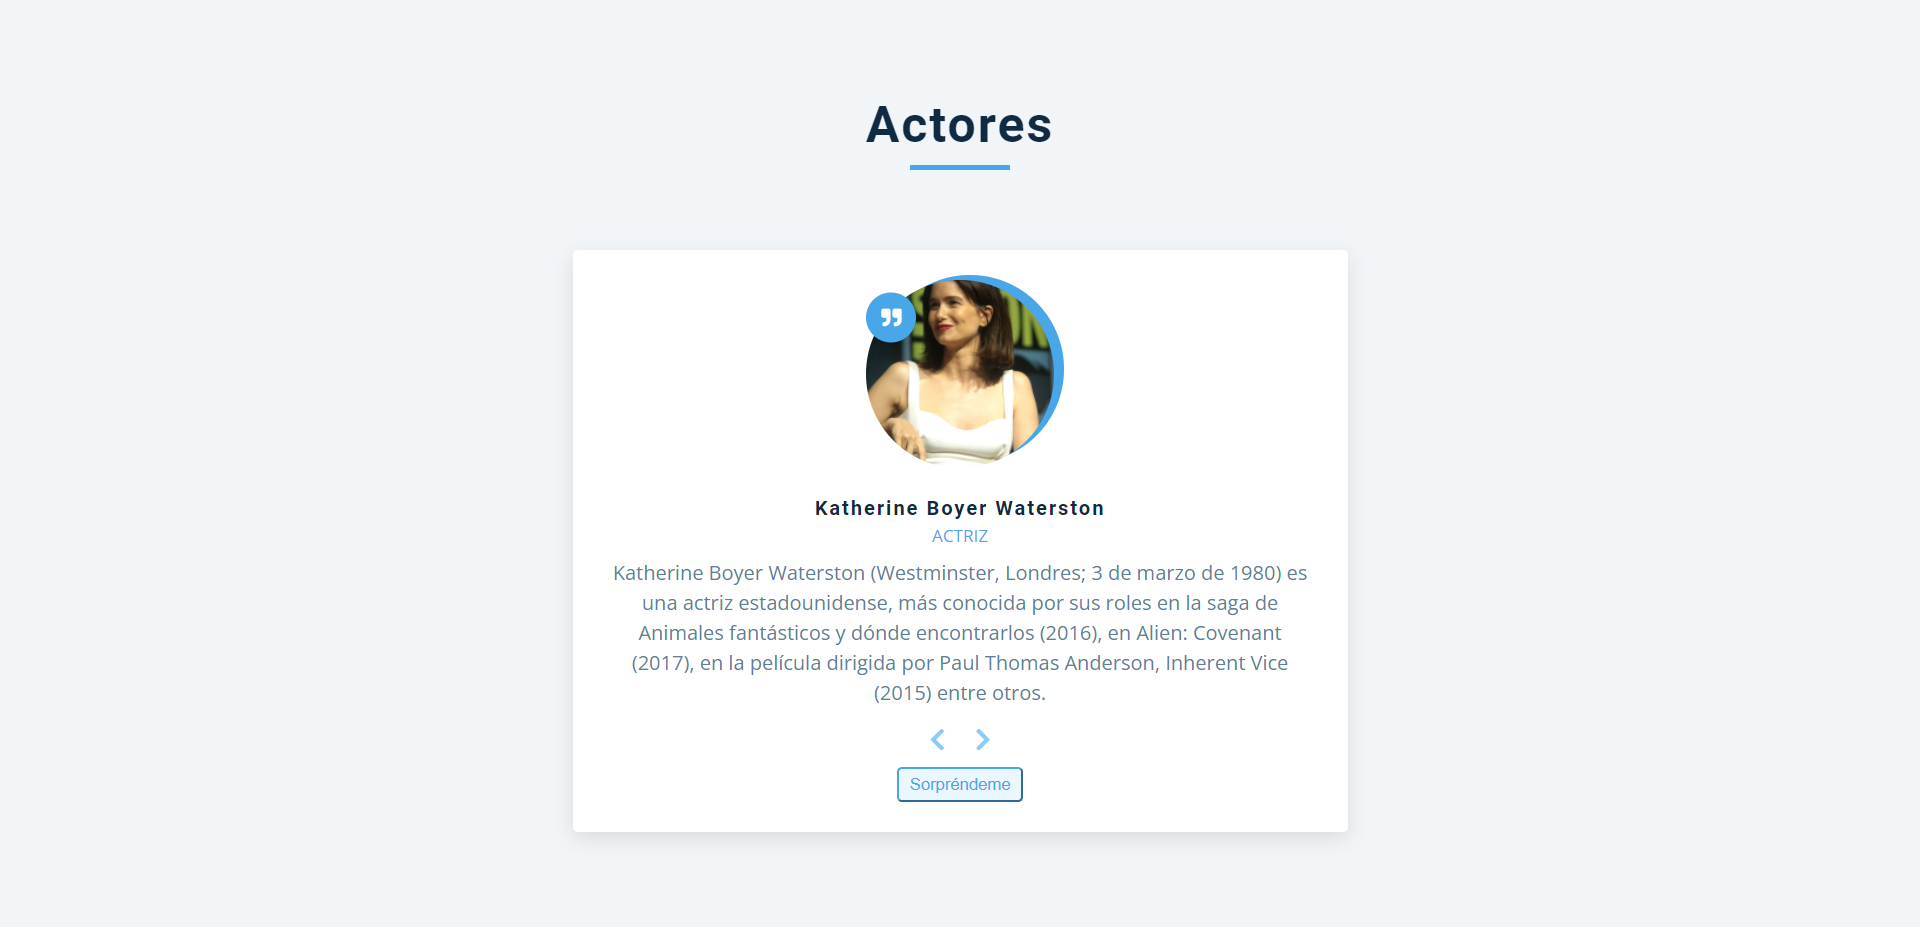 Actores
Katherine Boyer Waterston
ACTRIZ
Katherine Boyer Waterston (Westminster, Londres; 3 de marzo de 1980) es
una actriz estadounidense, más conocida por sus roles en la saga de
Animales fantásticos y dónde encontrarlos (2016), en Alien: Covenant
(2017), en la película dirigida por Paul Thomas Anderson, Inherent Vice
(2015) entre otros.
Sorpréndeme